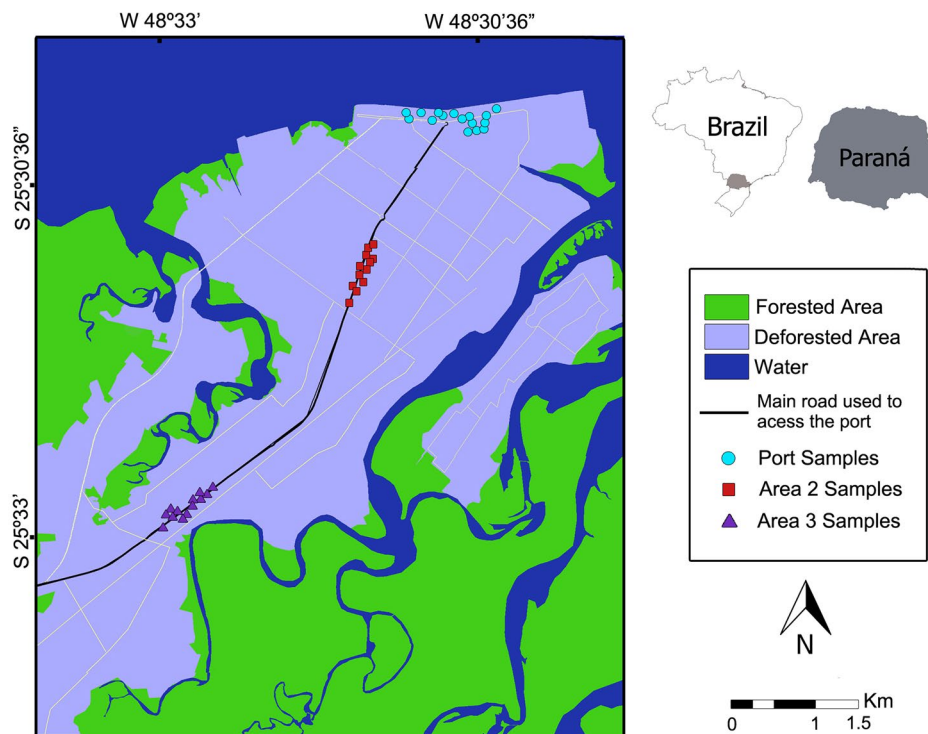 W 48º33'
W 48º30'36”
S 25º30'36”
S 25º33'
Brazil
Paraná
Forested Area
Deforested Area
Water
Main road used to
acess the port
Port Samples
Area 2 Samples
Area 3 Samples
N
Km
0 1 1.5